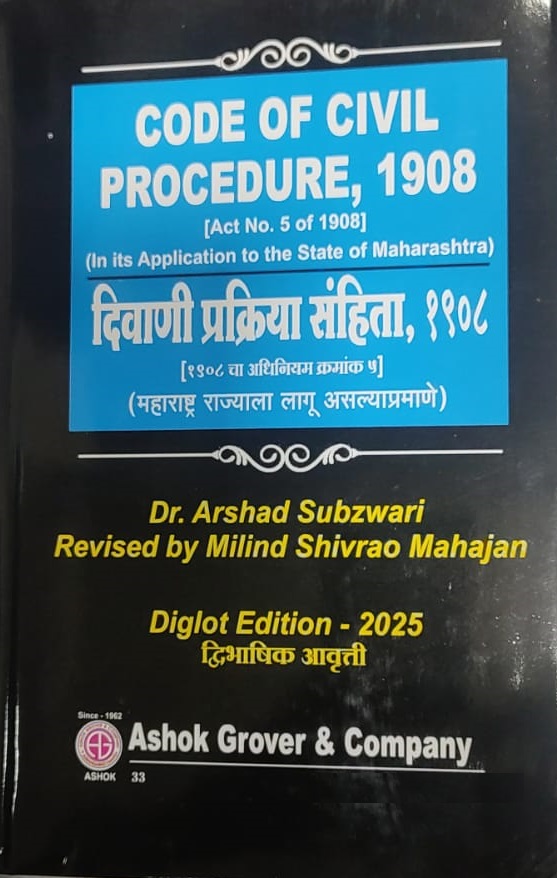 CODE OF CIVIL
PROCEDURE, 1908
[Act No. 5 of 1908]
(In its Application to the State of Maharashtra)
दिवाणी प्रक्रिया संहिता, १९०८
[१९०८ चा अधिनियम क्रमांक ५]
(महाराष्ट्र राज्याला लागू असल्याप्रमाणे)
Dr. Arshad Subzwari
Revised by Milind Shivrao Mahajan
Diglot Edition - 2025
द्विभाषिक आवृत्ती
Since - 1962
Ashok Grover & Company
ASHOK 33